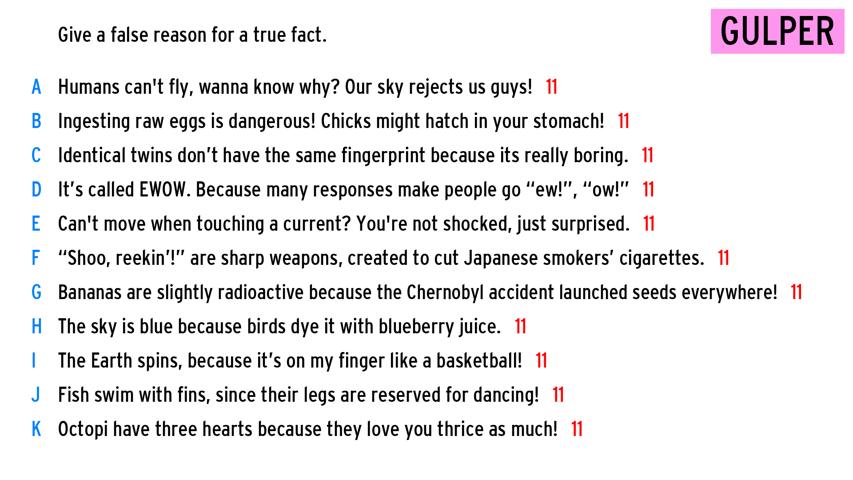 Give a false reason for a true fact.
GULPER
A Humans can't fly, wanna know why? Our sky rejects us guys! 11
B Ingesting raw eggs is dangerous! Chicks might hatch in your stomach! 11
C Identical twins don’t have the same fingerprint because its really boring. 11
D It’s called EWOW. Because many responses make people go “ew!”, “ow!” 11
E Can't move when touching a current? You're not shocked, just surprised. 11
F “Shoo, reekin’!” are sharp weapons, created to cut Japanese smokers’ cigarettes. 11
G Bananas are slightly radioactive because the Chernobyl accident launched seeds everywhere! 11
H The sky is blue because birds dye it with blueberry juice. 11
I The Earth spins, because it’s on my finger like a basketball! 11
J Fish swim with fins, since their legs are reserved for dancing! 11
K Octopi have three hearts because they love you thrice as much! 11